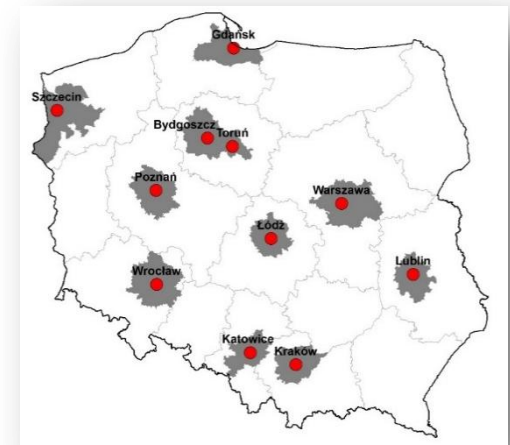 Gdańsk
Szczecin
Bydgoszcz
Toruń
Poznań
Warszawa
Łódź
Lublin
Wrocław
Katowice
Kraków